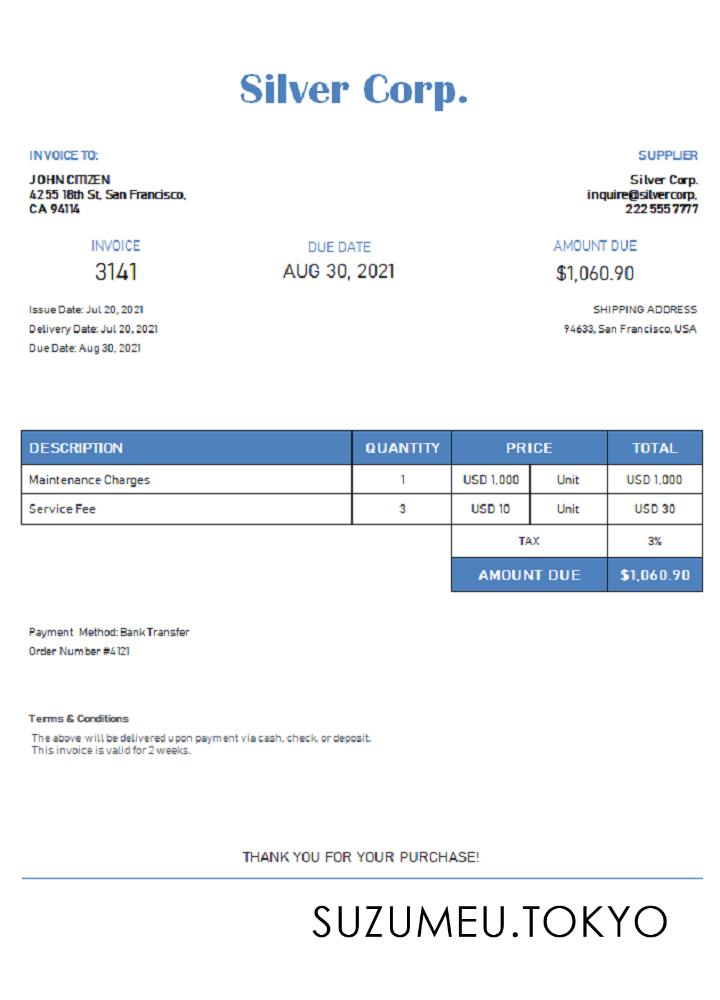 Silver Corp.
INVOICE TO:
JOHN CITIZEN
4255 18th St, San Francisco,
CA 94114
SUPPLIER
Silver Corp.
inquire@silvercorp,
222 555 7777
INVOICE
3141
DUE DATE
AUG 30, 2021
AMOUNT DUE
$1,060.90
Issue Date: Jul 20, 2021
Delivery Date: Jul 20, 2021
Due Date: Aug 30, 2021
SHIPPING ADDRESS
94633, San Francisco, USA
DESCRIPTION QUANTITY PRICE TOTAL
Maintenance Charges 1 USD 1,000 Unit USD 1,000
Service Fee 3 USD 10 Unit USD 30
TAX 3%
AMOUNT DUE $1,060.90
Payment Method: Bank Transfer
Order Number #4121
Terms & Conditions
The above will be delivered upon payment via cash, check, or deposit.
This invoice is valid for 2 weeks.
THANK YOU FOR YOUR PURCHASE!
SUZUMEU.TOKYO